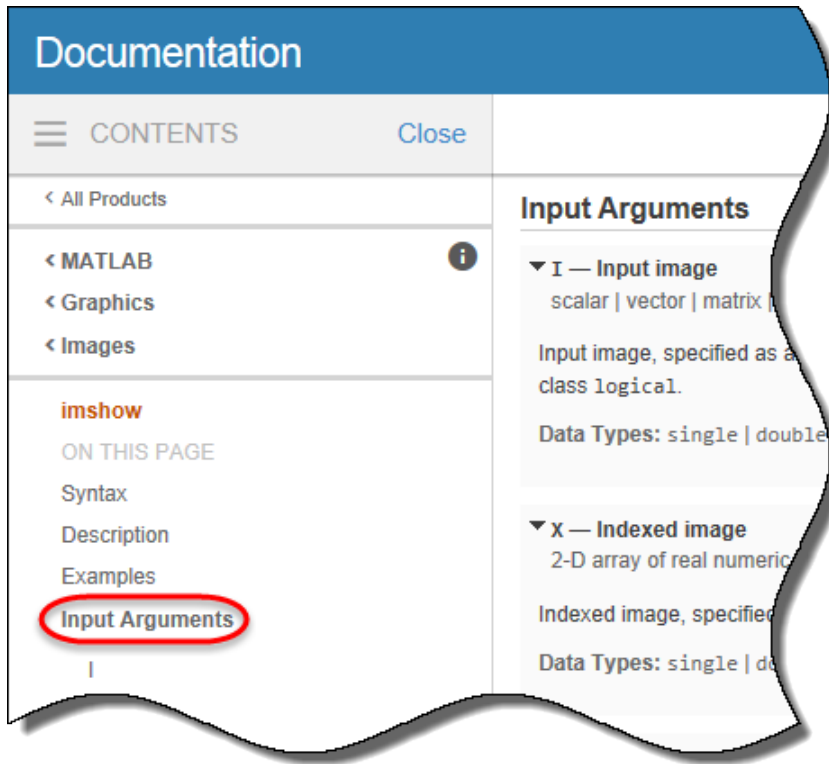 Documentation
CONTENTS
Close
< All Products
< MATLAB
< Graphics
< Images
imshow
ON THIS PAGE
Syntax
Description
Examples
Input Arguments
I
Input Arguments
I — Input image
scalar | vector | matrix |
Input image, specified as a
class logical.
Data Types: single | double
X — Indexed image
2-D array of real numeric
Indexed image, specified
Data Types: single |